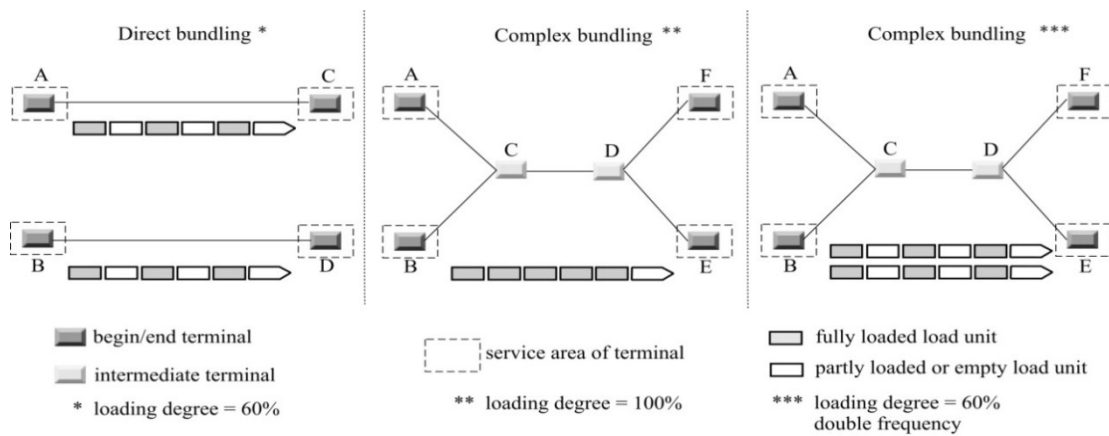 Direct bundling *
A
C
B
D
Complex bundling **
A
F
C
D
B
E
Complex bundling ***
A
F
C
D
B
E
begin/end terminal
intermediate terminal
* loading degree = 60%
service area of terminal
** loading degree = 100%
fully loaded load unit
partly loaded or empty load unit
*** loading degree = 60%
double frequency